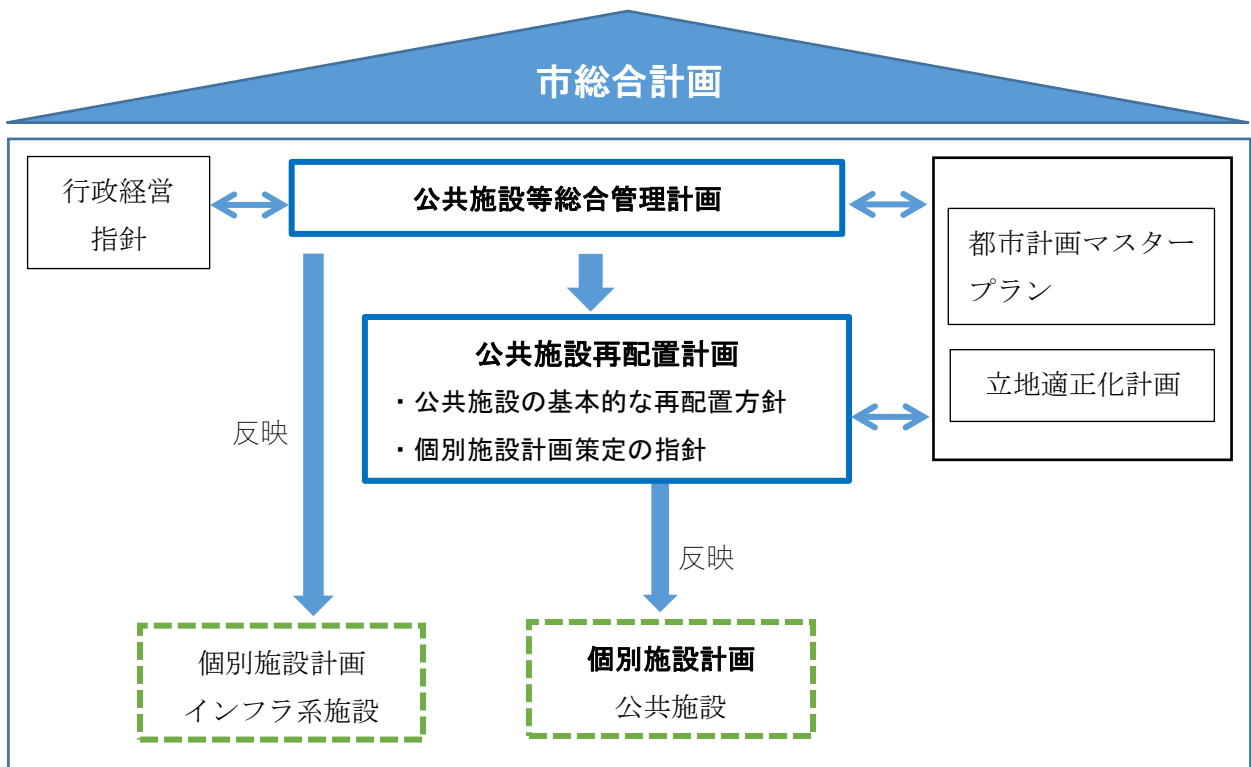 市総合計画
行政経営
指針
公共施設等総合管理計画
都市計画マスター
プラン
立地適正化計画
公共施設再配置計画
・公共施設の基本的な再配置方針
・個別施設計画策定の指針
反映
反映
個別施設計画
インフラ系施設
個別施設計画
公共施設